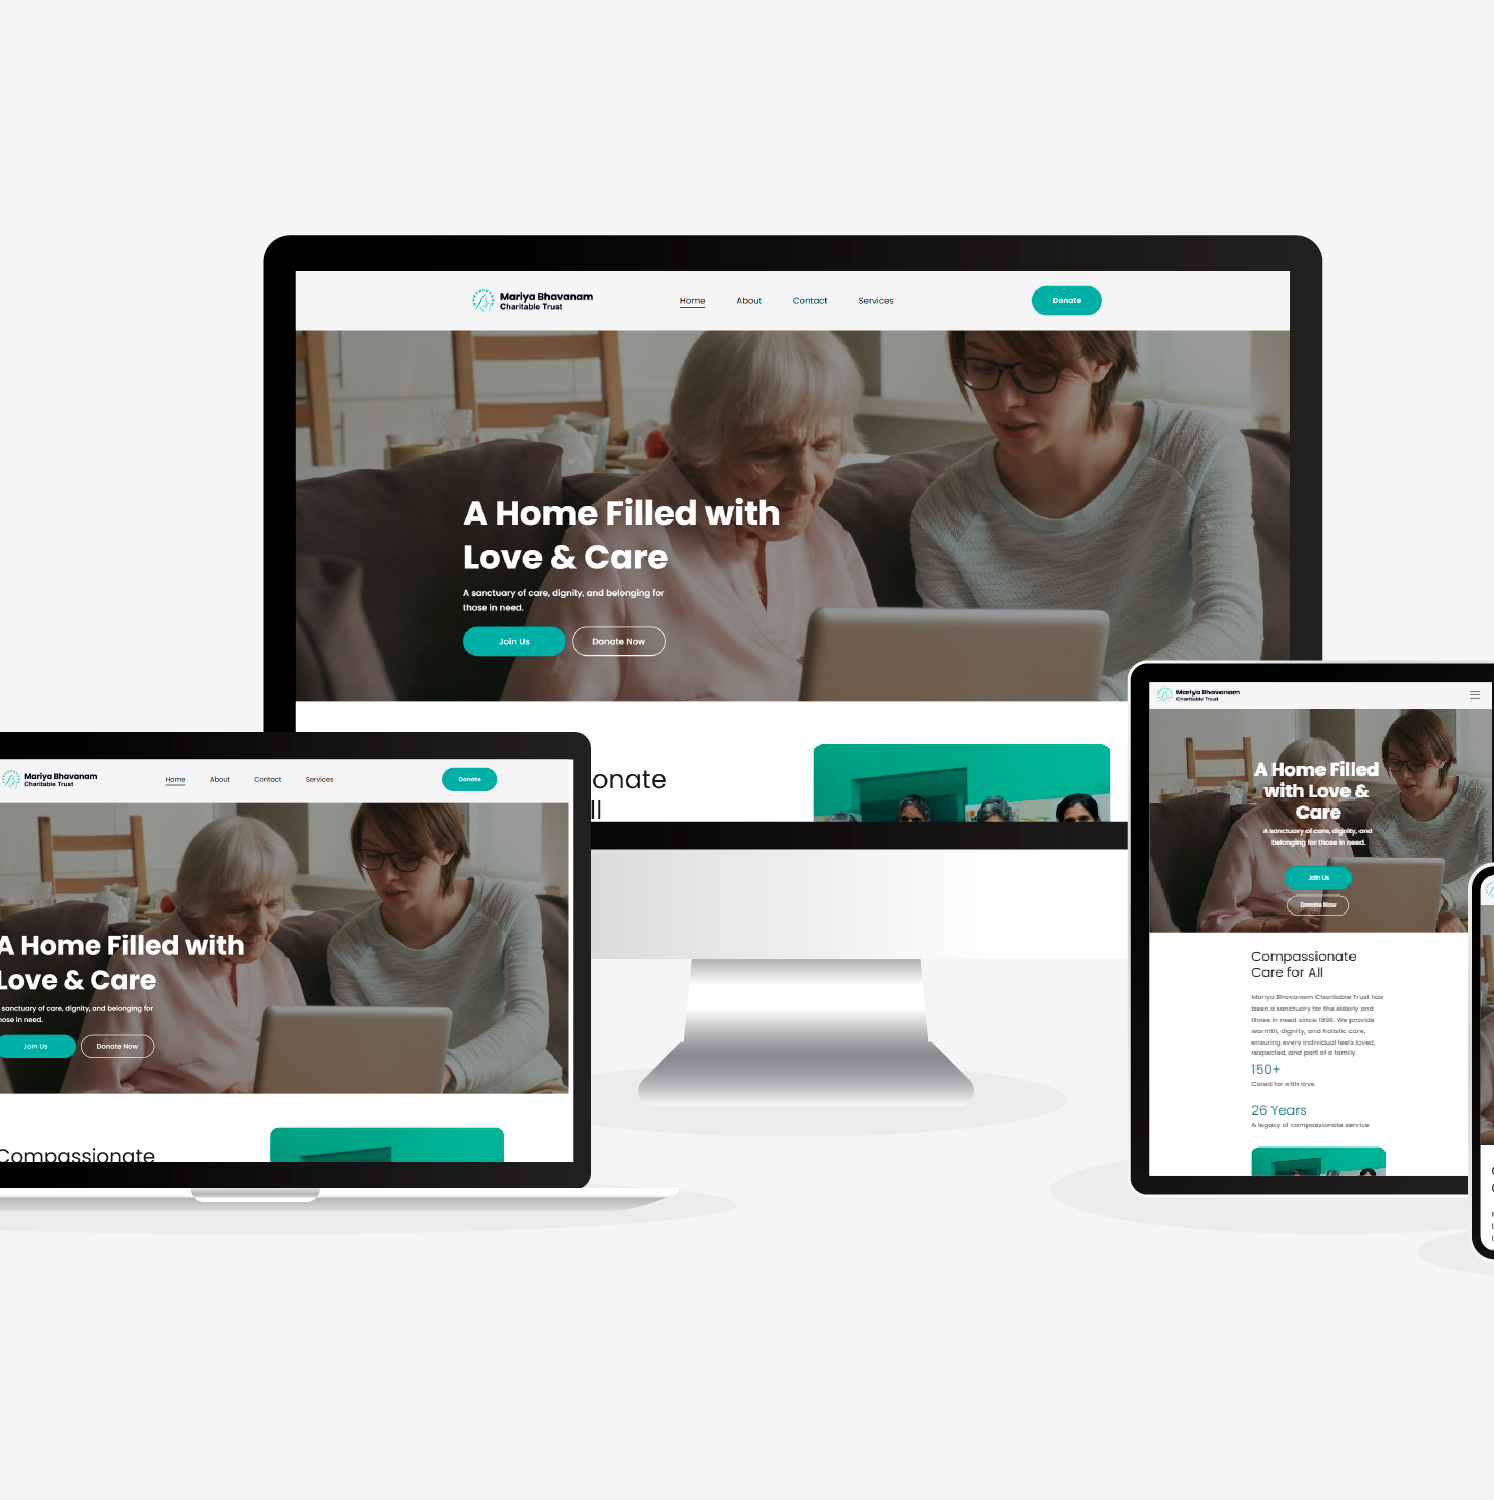 Mariya Bhavanam
Charitable Trust
Home
About
Contact
Services
Donate
A Home Filled with
Love & Care
A sanctuary of care, dignity, and belonging for
those in need.
Join Us
Donate Now
onate
ll
Mariya Bhavanam
Charitable Trust
Home
About
Contact
Services
Donate
A Home Filled with
Love & Care
sanctuary of care, dignity, and belonging for
hose in need.
Join Us
Donate Now
Compassionate
Mariya Bhavanam
Charitable Trust
A Home Filled
with Love &
Care
A sanctuary of care, dignity, and
belonging for those in need.
Join Us
Donate Now
Compassionate
Care for All
Mariya Bhavanam Charitable Trust has
been a sanctuary for the elderly and
those in need since 1998. We provide
warmth, dignity, and holistic care,
ensuring every individual feels loved,
respected, and part of a family.
150+
Cared for with love
26 Years
A legacy of compassionate service